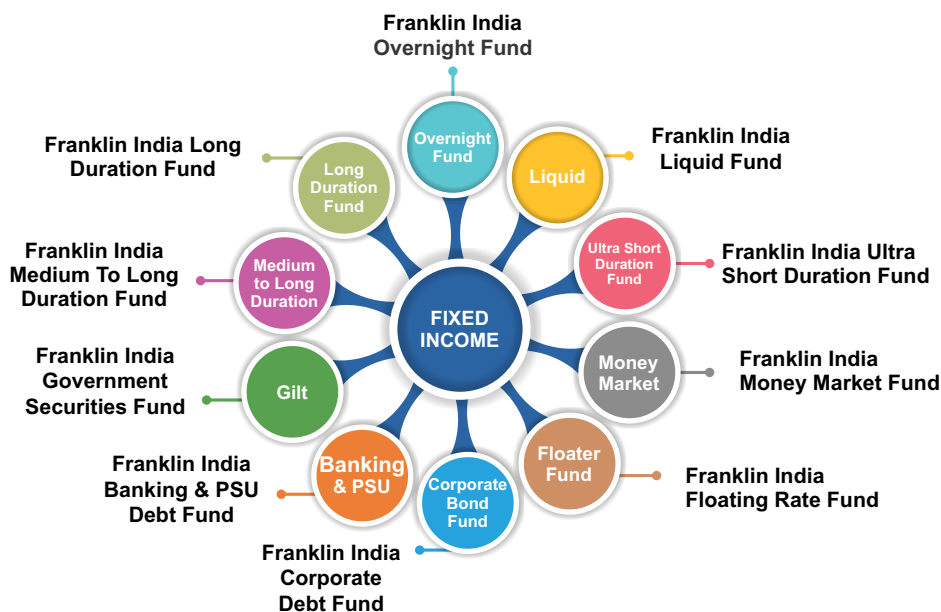 Franklin India
Overnight Fund
Overnight
Fund
Franklin India
Liquid Fund
Liquid
Franklin India Ultra
Short Duration Fund
Ultra Short
Duration
Fund
Franklin India
Money Market Fund
Money
Market
Franklin India
Floating Rate Fund
Floater
Fund
Franklin India
Corporate
Debt Fund
Corporate
Bond
Fund
Franklin India
Banking & PSU
Debt Fund
Banking
& PSU
Franklin India
Government
Securities Fund
Gilt
Franklin India
Medium To Long
Duration Fund
Medium
to Long
Duration
Franklin India Long
Duration Fund
Long
Duration
Fund
FIXED
INCOME